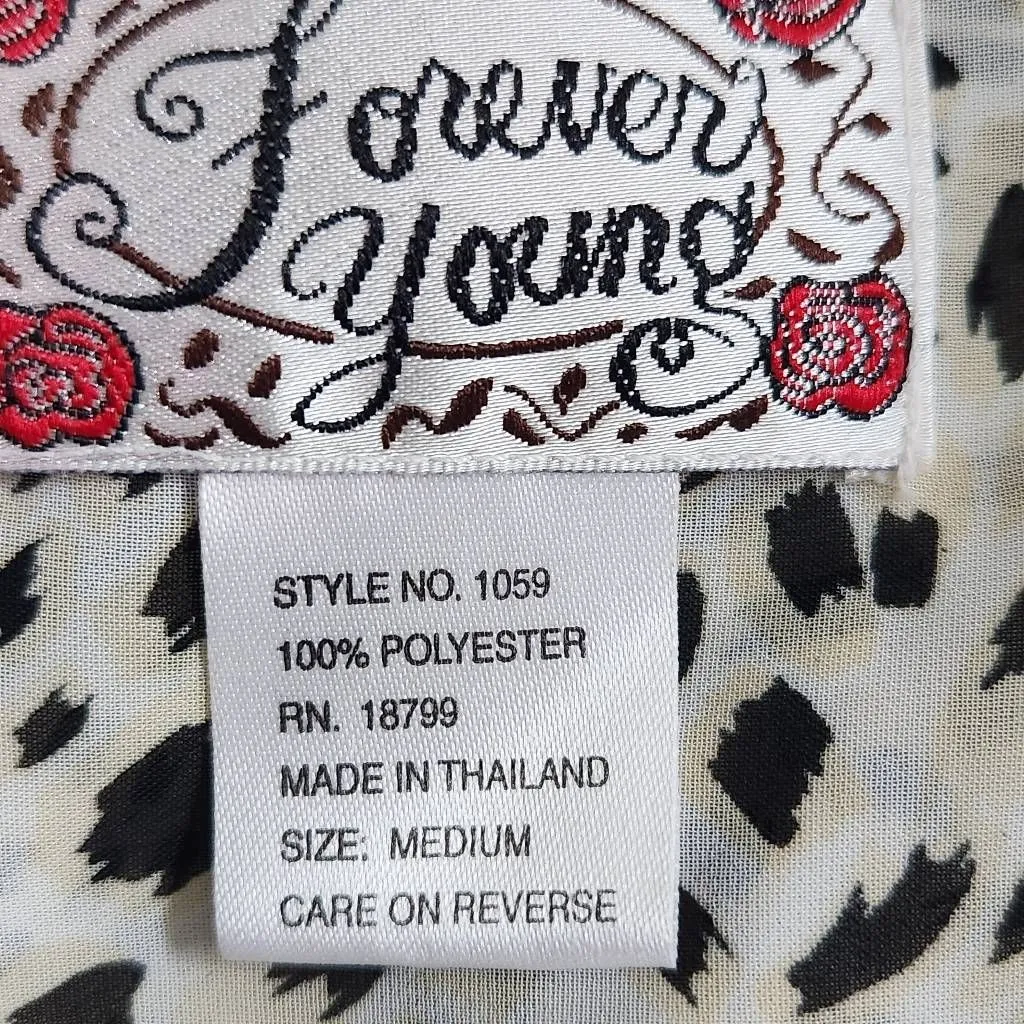 Forever
Young
STYLE NO. 1059
100% POLYESTER
RN. 18799
MADE IN THAILAND
SIZE: MEDIUM
CARE ON REVERSE